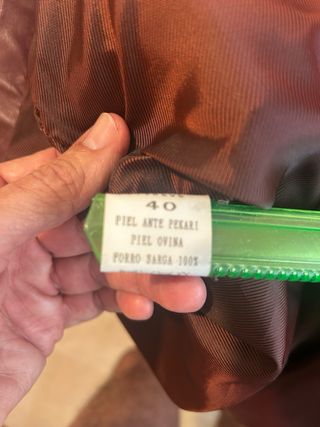 40
PIEL ANTE PEKARI
PIEL OVINA
FORRO SARGA 100%